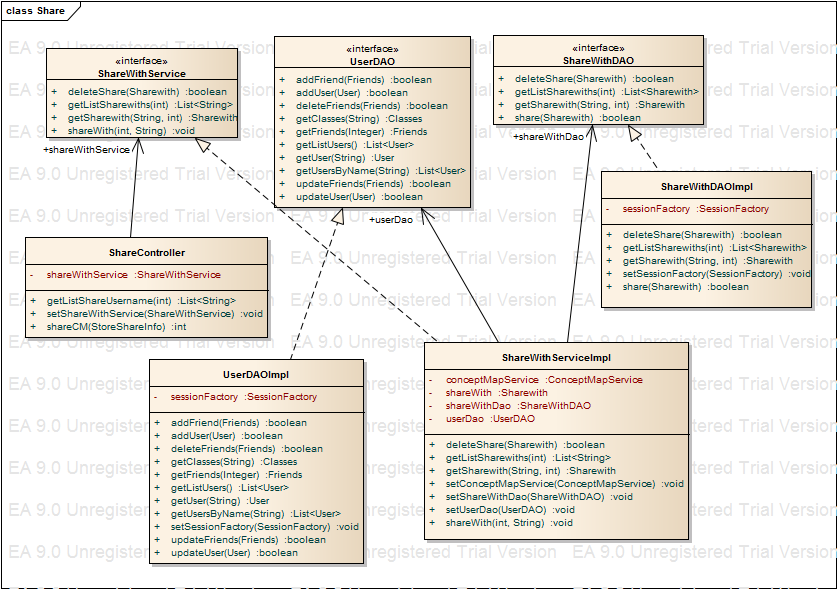 class Share
«interface»
ShareWithService
+ deleteShare(Sharewith) :boolean
+ getListSharewiths(int) :List<String>
+ getSharewith(String, int) :Sharewith
+ shareWith(int, String) :void
«interface»
UserDAO
+ addFriend(Friends) :boolean
+ addUser(User) :boolean
+ deleteFriends(Friends) :boolean
+ getClasses(String) :Classes
+ getFriends(Integer) :Friends
+ getListUsers() :List<User>
+ getUser(String) :User
+ getUsersByName(String) :List<User>
+ updateFriends(Friends) :boolean
+ updateUser(User) :boolean
«interface»
ShareWithDAO
+ deleteShare(Sharewith) :boolean
+ getListSharewiths(int) :List<Sharewith>
+ getSharewith(String, int) :Sharewith
+ share(Sharewith) :boolean
+shareWithService
+shareWithDao
+userDao
ShareWithDAOImpl
- sessionFactory :SessionFactory
+ deleteShare(Sharewith) :boolean
+ getListSharewiths(int) :List<Sharewith>
+ getSharewith(String, int) :Sharewith
+ setSessionFactory(SessionFactory) :void
+ share(Sharewith) :boolean
ShareController
- shareWithService :ShareWithService
+ getListShareUsername(int) :List<String>
+ setShareWithService(ShareWithService) :void
+ shareCM(StoreShareInfo) :int
UserDAOImpl
- sessionFactory :SessionFactory
+ addFriend(Friends) :boolean
+ addUser(User) :boolean
+ deleteFriends(Friends) :boolean
+ getClasses(String) :Classes
+ getFriends(Integer) :Friends
+ getListUsers() :List<User>
+ getUser(String) :User
+ getUsersByName(String) :List<User>
+ setSessionFactory(SessionFactory) :void
+ updateFriends(Friends) :boolean
+ updateUser(User) :boolean
ShareWithServiceImpl
- conceptMapService :ConceptMapService
- shareWith :Sharewith
- shareWithDao :ShareWithDAO
- userDao :UserDAO
+ deleteShare(Sharewith) :boolean
+ getListSharewiths(int) :List<String>
+ getSharewith(String, int) :Sharewith
+ setConceptMapService(ConceptMapService) :void
+ setShareWithDao(ShareWithDAO) :void
+ setUserDao(UserDAO) :void
+ shareWith(int, String) :void
EA 9.0 Unregistered Trial Version